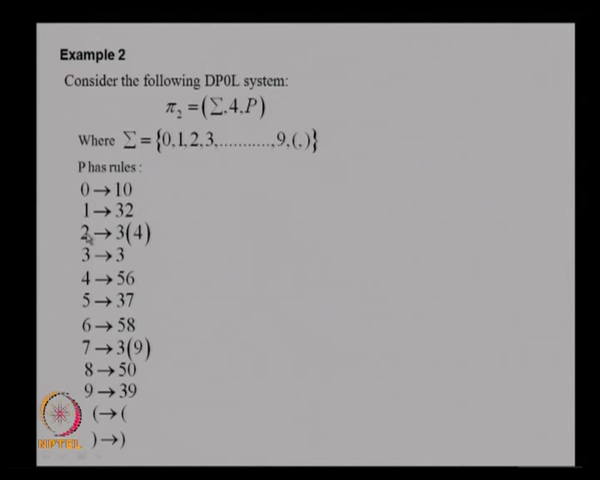 Example 2
Consider the following DP0L system:
π₂ = (Σ, 4, P)
Where Σ = {0,1,2,3,...........,9,(,)}
P has rules :
0 → 10
1 → 32
2 → 3(4)
3 → 3
4 → 56
5 → 37
6 → 58
7 → 3(9)
8 → 50
9 → 39
( → (
) → )
NPTEL